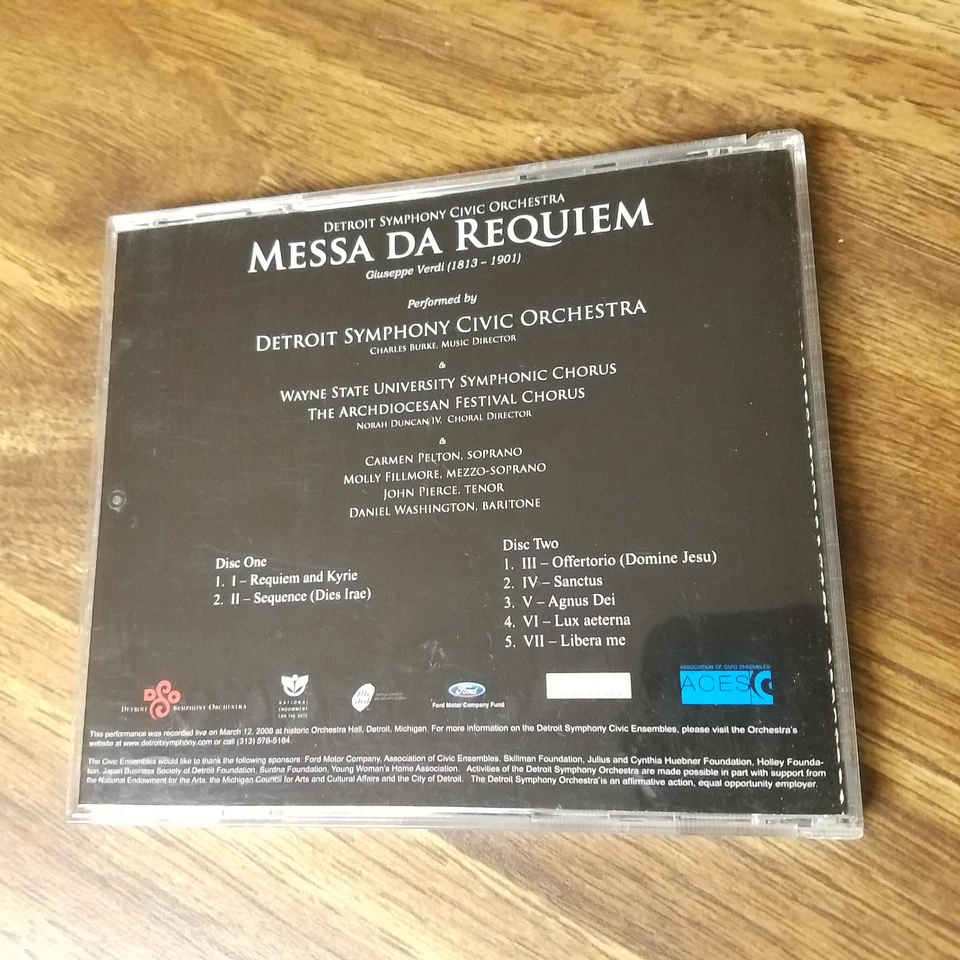 DETROIT SYMPHONY CIVIC ORCHESTRA
MESSA DA REQUIEM
Giuseppe Verdi (1813 – 1901)
Performed by
DETROIT SYMPHONY CIVIC ORCHESTRA
CHARLES BURKE, MUSIC DIRECTOR
&
WAYNE STATE UNIVERSITY SYMPHONIC CHORUS
THE ARCHDIOCESAN FESTIVAL CHORUS
NORAH DUNCAN IV, CHORAL DIRECTOR
&
CARMEN PELTON, SOPRANO
MOLLY FILLMORE, MEZZO-SOPRANO
JOHN PIERCE, TENOR
DANIEL WASHINGTON, BARITONE
Disc One
1. I – Requiem and Kyrie
2. II – Sequence (Dies Irae)
Disc Two
1. III – Offertorio (Domine Jesu)
2. IV – Sanctus
3. V – Agnus Dei
4. VI – Lux aeterna
5. VII – Libera me
DSO
DETROIT SYMPHONY ORCHESTRA
NATIONAL
ENDOWMENT
FOR THE ARTS
Ford
Ford Motor Company Fund
ASSOCIATION OF CIVIC ENSEMBLES
ACES
This performance was recorded live on March 12, 2008 at historic Orchestra Hall, Detroit, Michigan. For more information on the Detroit Symphony Civic Ensembles, please visit the Orchestra's
website at www.detroitsymphony.com or call (313) 576-5164.
The Civic Ensembles would like to thank the following sponsors: Ford Motor Company, Association of Civic Ensembles, Skillman Foundation, Julius and Cynthia Huebner Foundation, Holley Founda-
tion, Japan Business Society of Detroit Foundation, Burdna Foundation, Young Woman's Home Association. Activities of the Detroit Symphony Orchestra are made possible in part with support from
the National Endowment for the Arts, the Michigan Council for Arts and Cultural Affairs and the City of Detroit. The Detroit Symphony Orchestra is an affirmative action, equal opportunity employer.